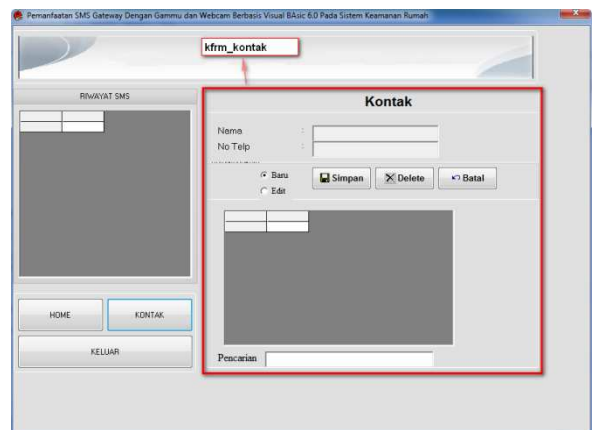 Pemanfaatan SMS Gateway Dengan Gammu dan Webcam Berbasis Visual BAsic 6.0 Pada Sistem Keamanan Rumah
kfrm_kontak
RIWAYAT SMS
Kontak
Nama :
No Telp :
Baru
Edit
Simpan
Delete
Batal
HOME
KONTAK
KELUAR
Pencarian